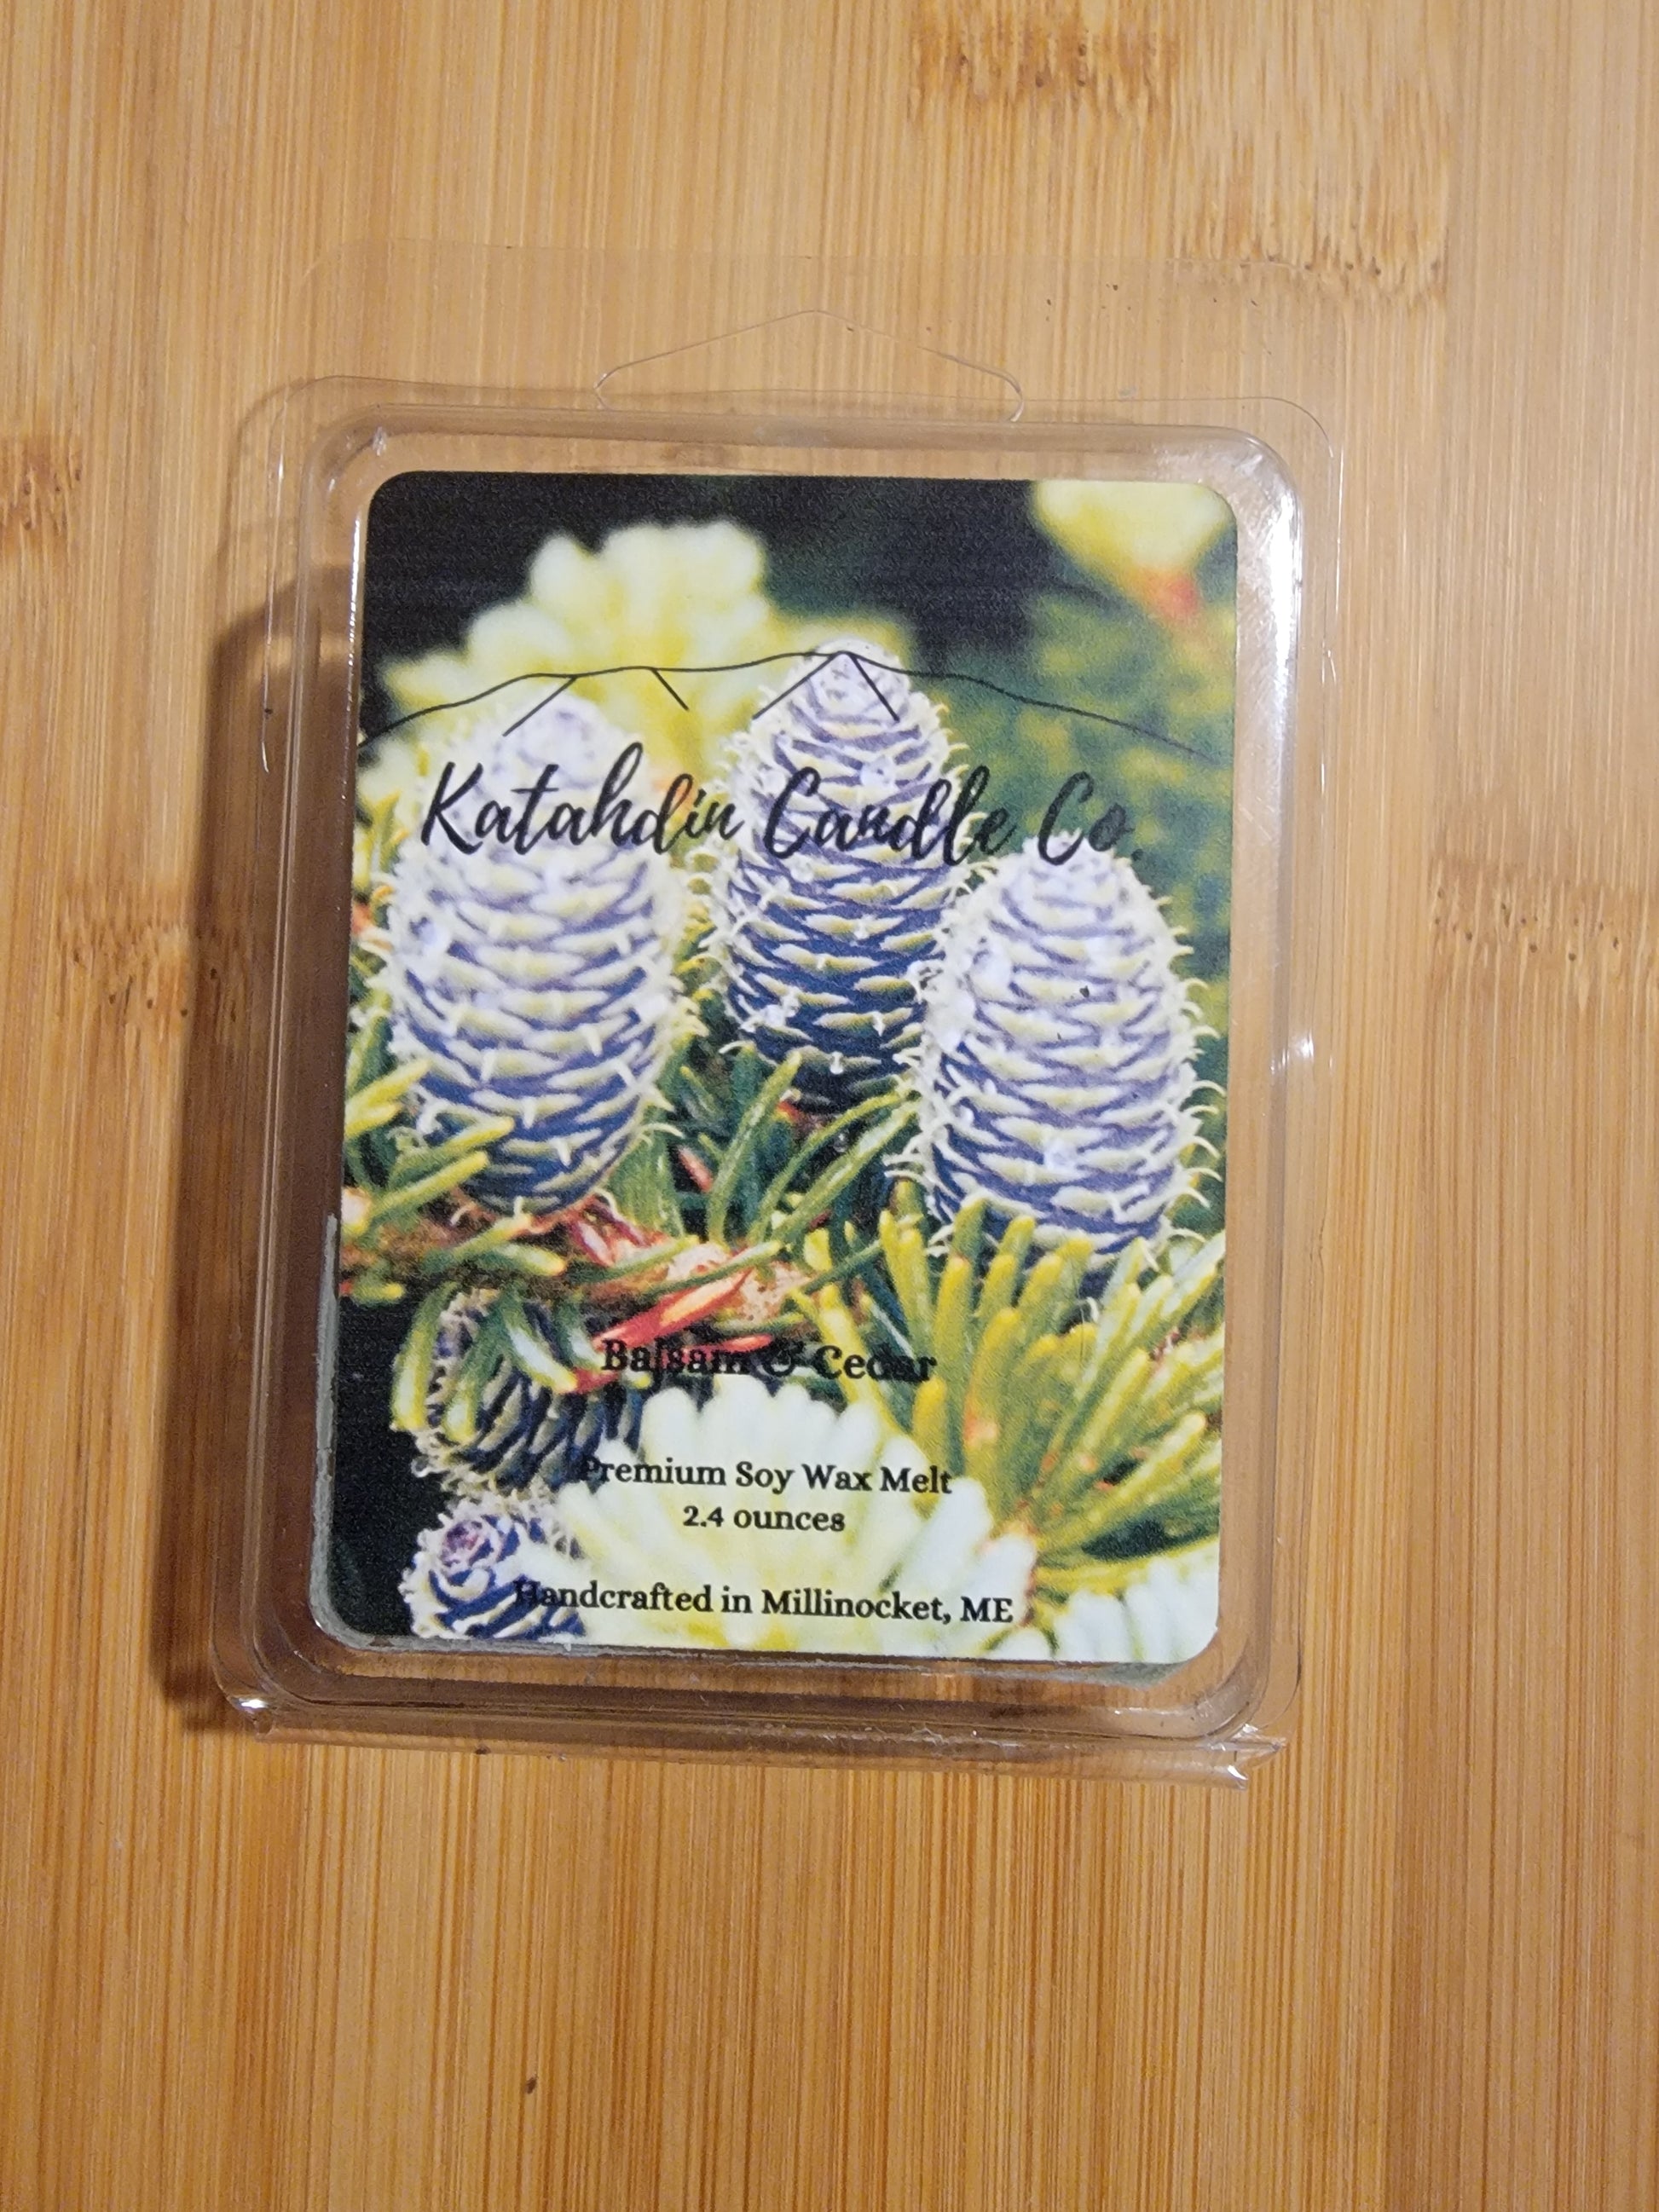 Katahdin Candle Co.
Balsam & Cedar
Premium Soy Wax Melt
2.4 ounces
Handcrafted in Millinocket, ME